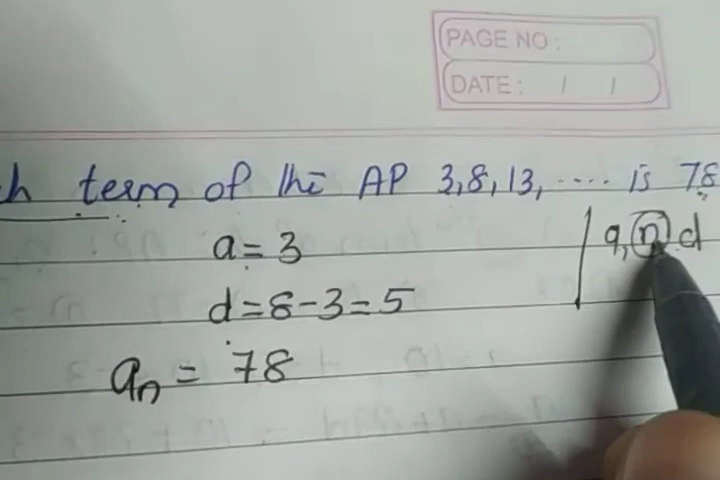 PAGE NO :
DATE : / /
h term of the AP 3,8,13,.... is 78
a = 3
a, n, d
d = 8-3 = 5
an = 78